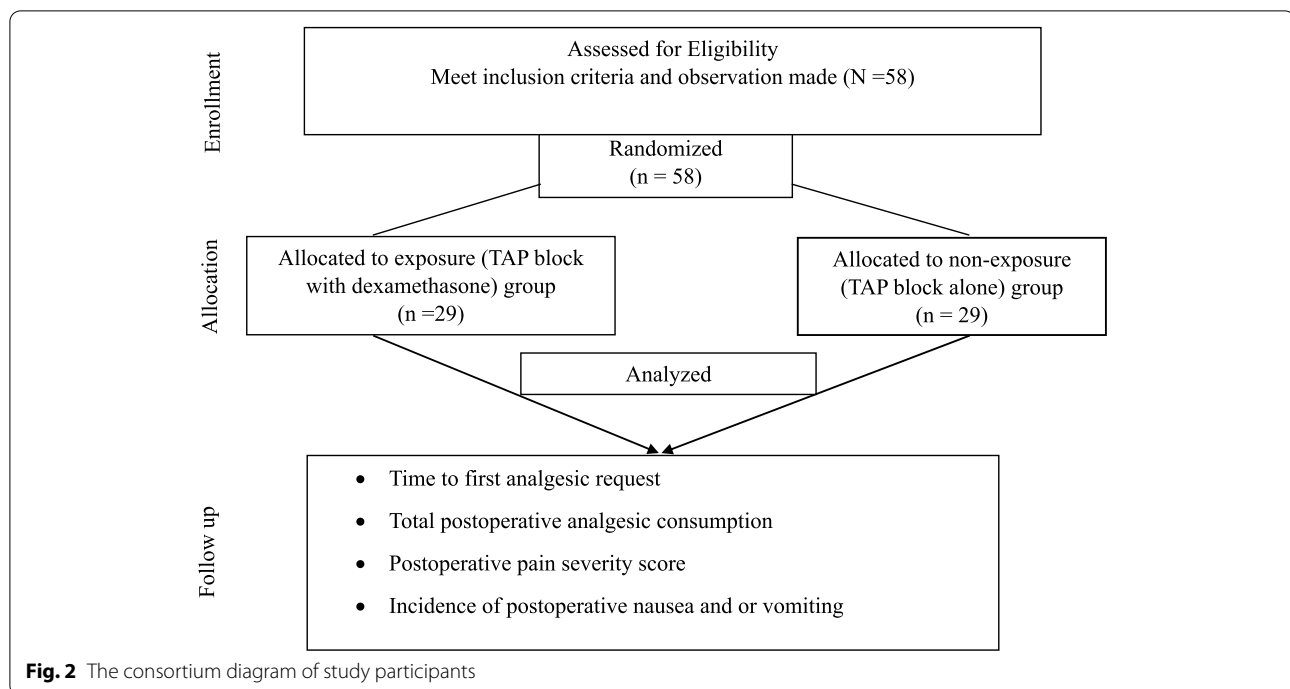 Enrollment
Assessed for Eligibility
Meet inclusion criteria and observation made (N =58)
Randomized
(n = 58)
Allocation
Allocated to exposure (TAP block
with dexamethasone) group
(n =29)
Allocated to non-exposure
(TAP block alone) group
(n = 29)
Analyzed
Follow up
• Time to first analgesic request
• Total postoperative analgesic consumption
• Postoperative pain severity score
• Incidence of postoperative nausea and or vomiting
Fig. 2 The consortium diagram of study participants